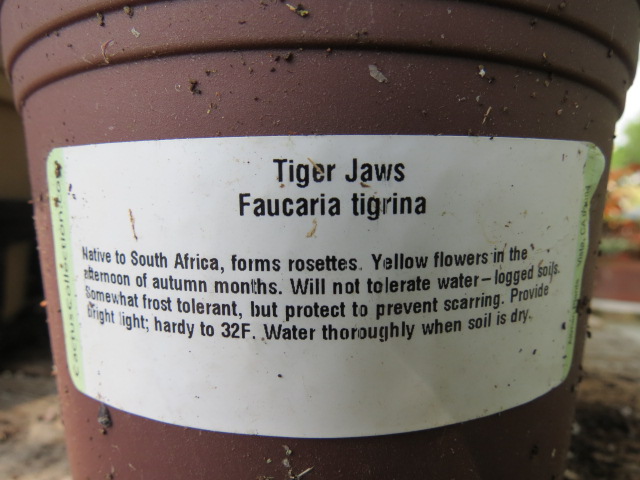 Tiger Jaws
Faucaria tigrina
Native to South Africa, forms rosettes. Yellow flowers in the
afternoon of autumn months. Will not tolerate water-logged soils.
Somewhat frost tolerant, but protect to prevent scarring. Provide
bright light; hardy to 32F. Water thoroughly when soil is dry.
Cactus collection